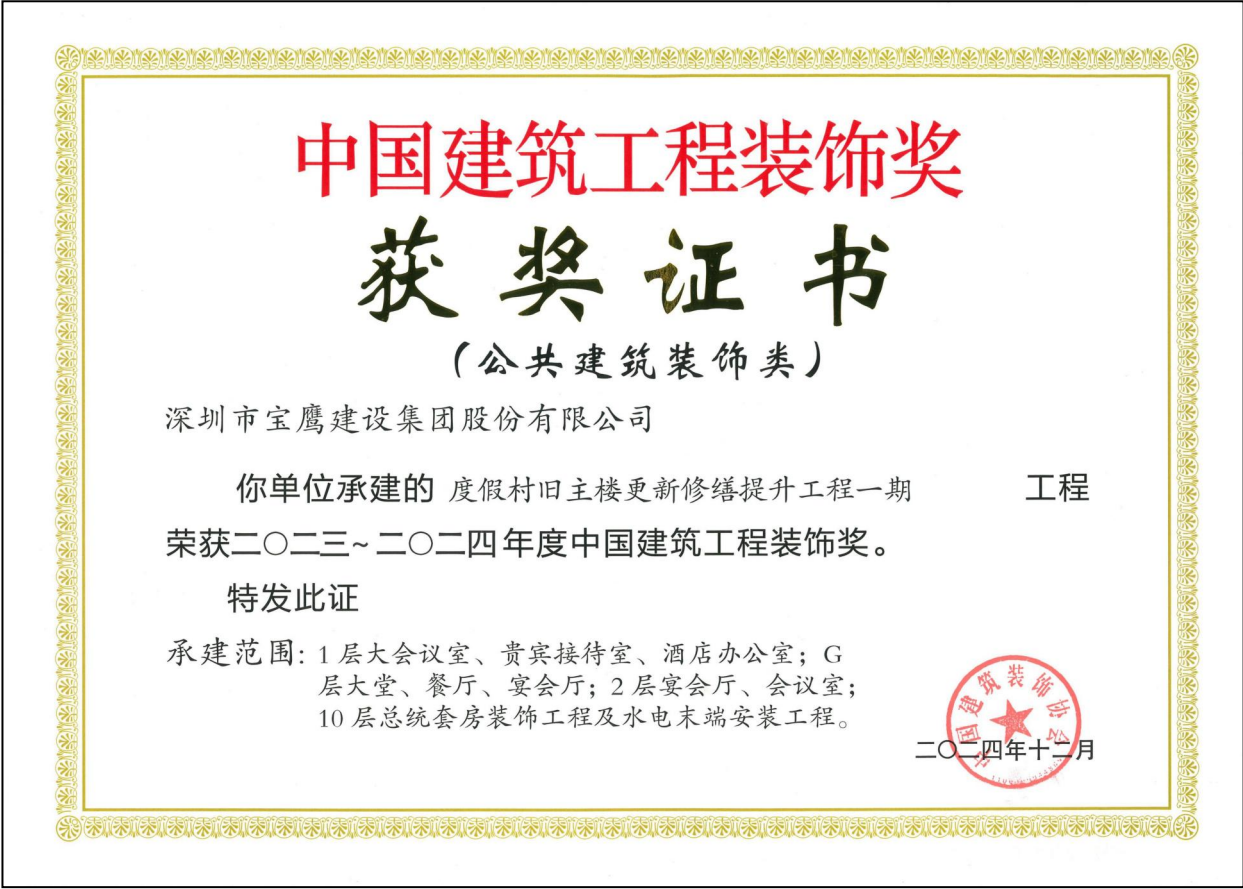 中国建筑工程装饰奖
获奖证书
(公共建筑装饰类)
深圳市宝鹰建设集团股份有限公司
你单位承建的 度假村旧主楼更新修缮提升工程一期 工程
荣获二〇二三~二〇二四年度中国建筑工程装饰奖。
特发此证
承建范围: 1层大会议室、贵宾接待室、酒店办公室；G
层大堂、餐厅、宴会厅；2层宴会厅、会议室；
10层总统套房装饰工程及水电末端安装工程。
中国建筑装饰协会
二〇二四年十二月